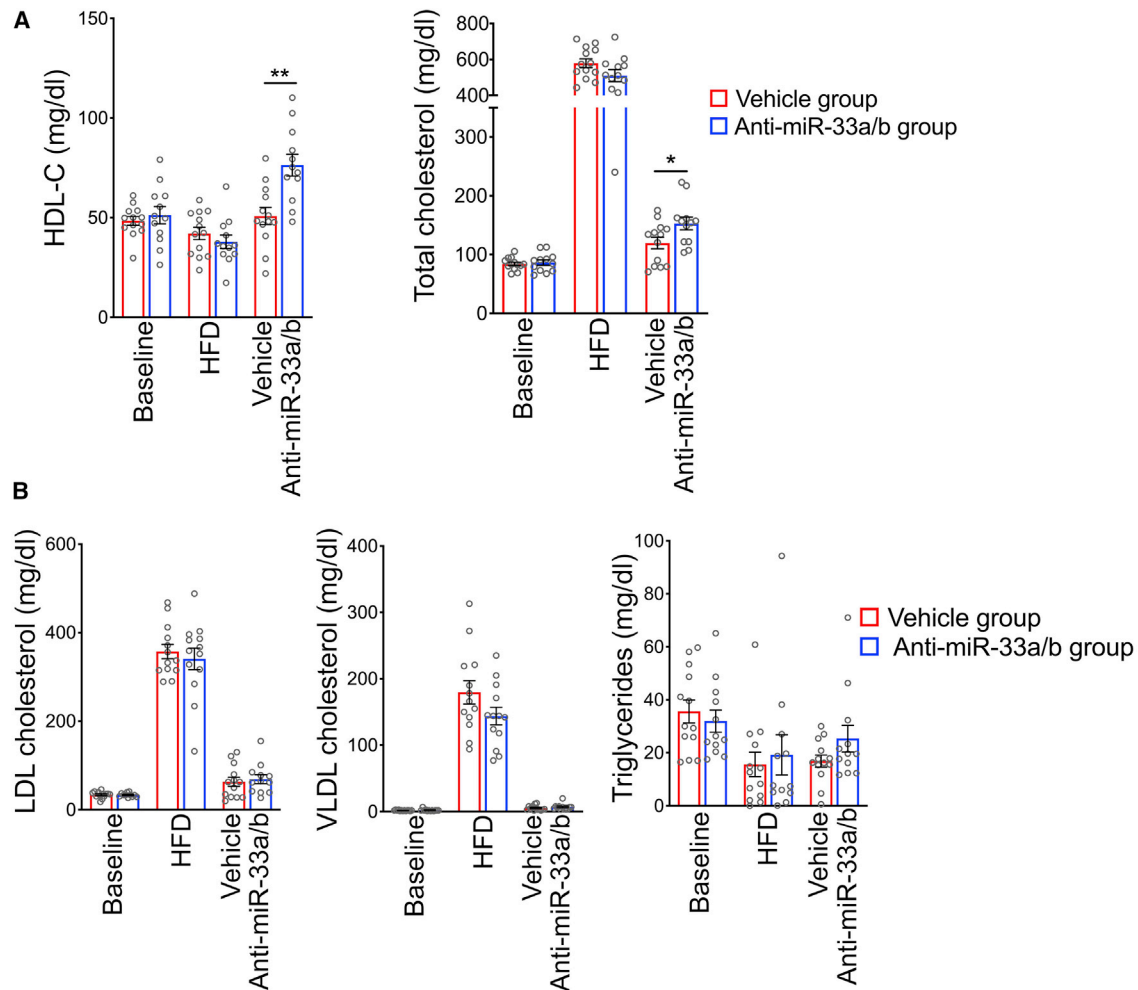 A
HDL-C (mg/dl)
150
100
50
0
**
Baseline
HFD
Vehicle
Anti-miR-33a/b
Total cholesterol (mg/dl)
800
600
400
300
200
100
0
*
Baseline
HFD
Vehicle
Anti-miR-33a/b
Vehicle group
Anti-miR-33a/b group
B
LDL cholesterol (mg/dl)
600
400
200
0
Baseline
HFD
Vehicle
Anti-miR-33a/b
VLDL cholesterol (mg/dl)
400
300
200
100
0
Baseline
HFD
Vehicle
Anti-miR-33a/b
Triglycerides (mg/dl)
100
80
60
40
20
0
Baseline
HFD
Vehicle
Anti-miR-33a/b
Vehicle group
Anti-miR-33a/b group